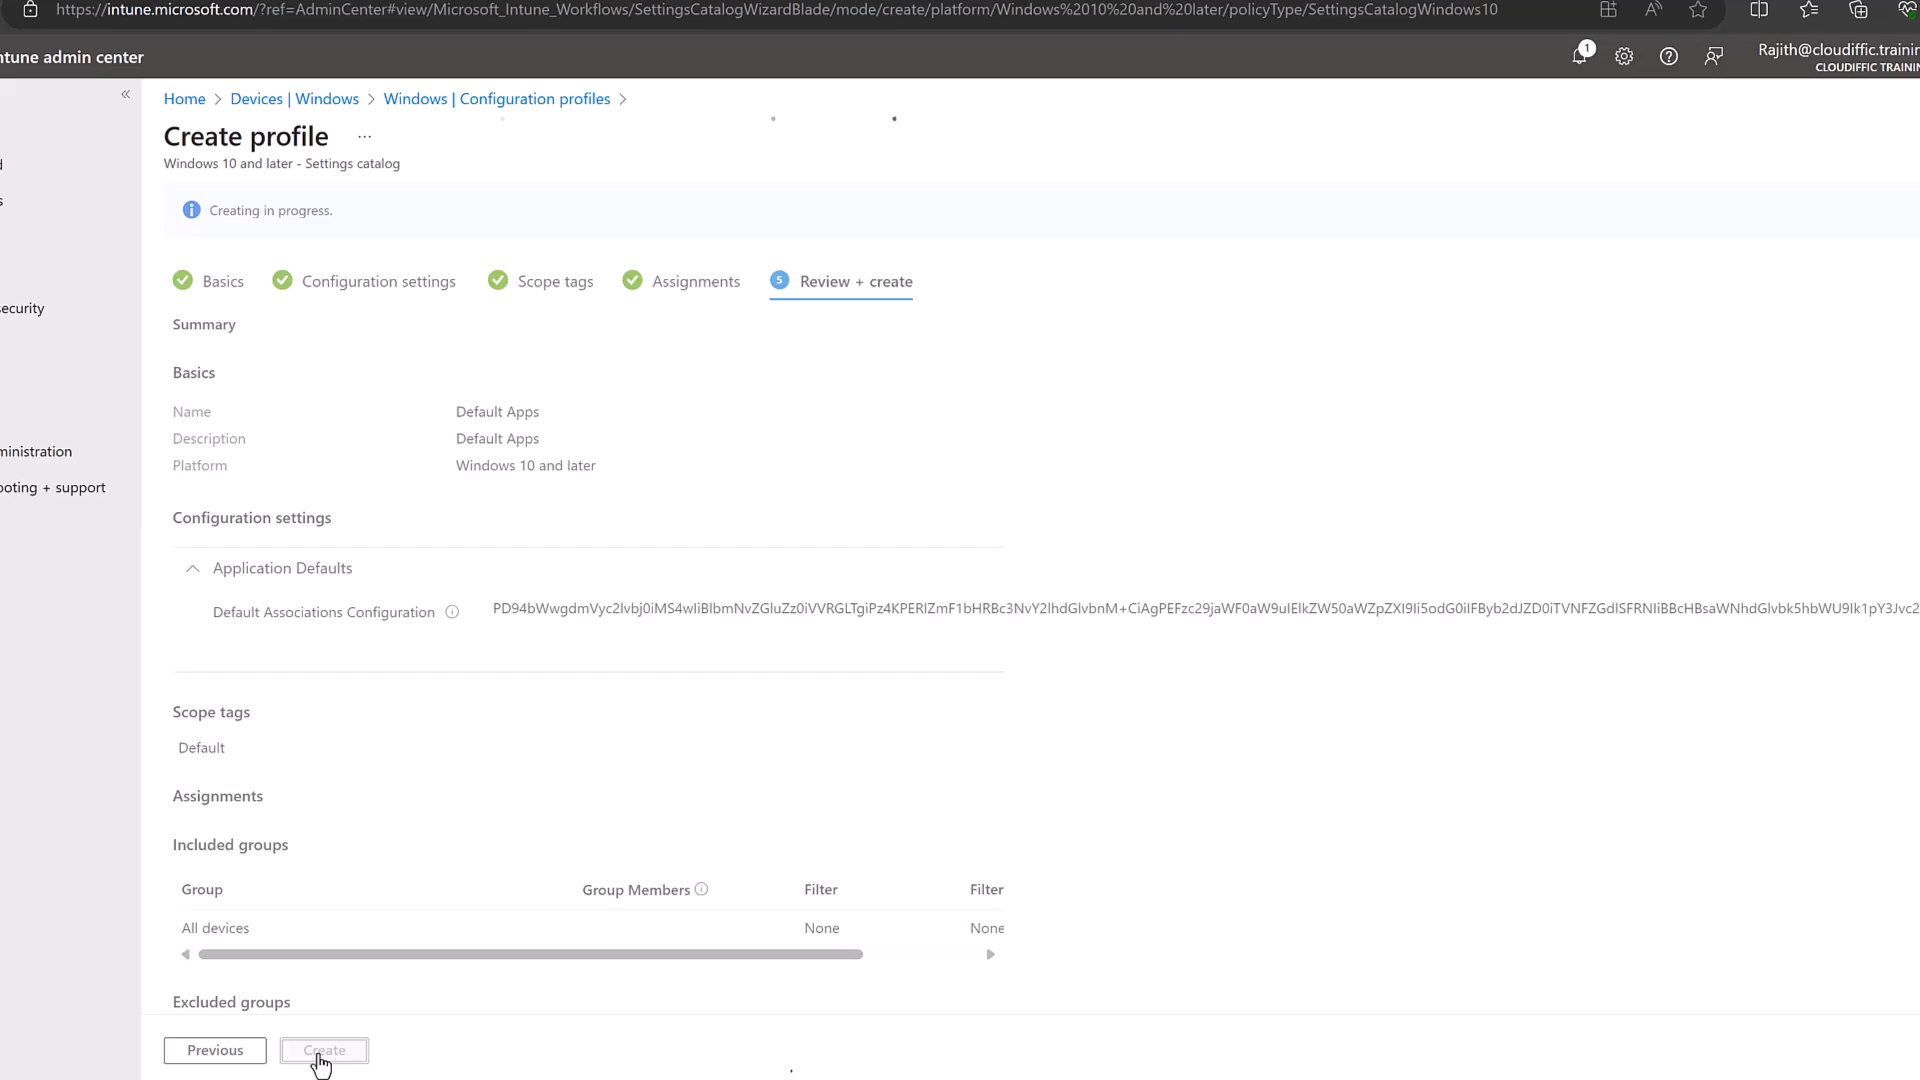 https://intune.microsoft.com/?ref=AdminCenter#view/Microsoft_Intune_Workflows/SettingsCatalogWizardBlade/mode/create/platform/Windows%2010%20and%20later/policyType/SettingsCatalogWindows10
ntune admin center
1
Rajith@cloudiffic.trainin
CLOUDIFFIC TRAININ
Home > Devices | Windows > Windows | Configuration profiles >
Create profile ...
Windows 10 and later - Settings catalog
Creating in progress.
Basics Configuration settings Scope tags Assignments 5 Review + create
ecurity
ministration
ooting + support
Summary
Basics
Name Default Apps
Description Default Apps
Platform Windows 10 and later
Configuration settings
Application Defaults
Default Associations Configuration
Scope tags
Default
Assignments
Included groups
Group Group Members Filter Filter
All devices None None
Excluded groups
Previous Create